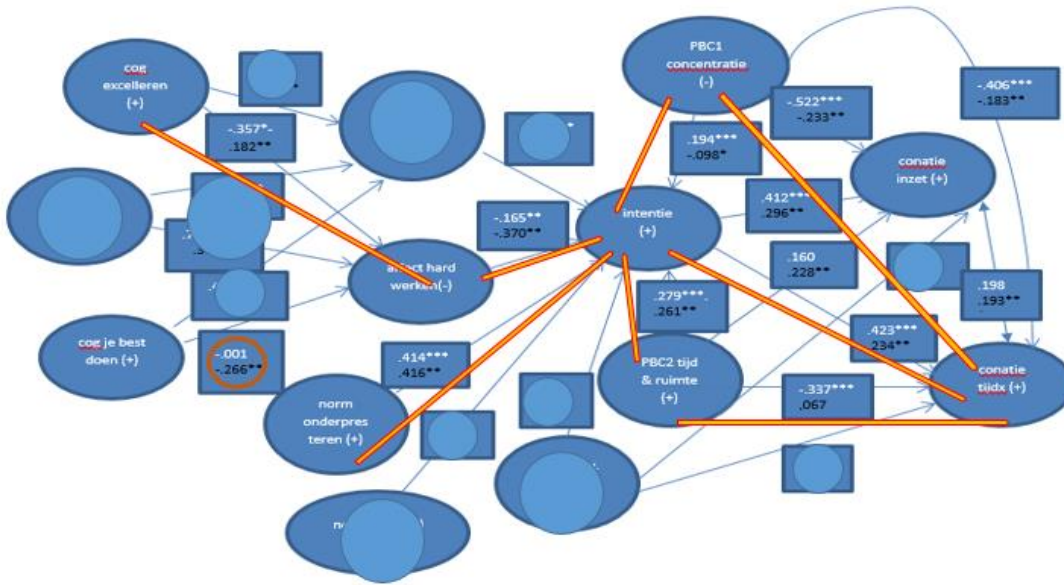 cog
excelleren
(+)
PBC1
concentratie
(-)
-.406***
-.183**
-.522***
-.233**
-.357*-
.182**
.194***
-.098*
conatie
inzet (+)
.412***
.296**
-.165**
-.370**
intentie
(+)
affect hard
werken(-)
.160
.228**
.279***.
.261**
.198
.193**
cog je best
doen (+)
-.001
-.266**
.423***
.234**
.414***
.416**
PBC2 tijd
& ruimte
(+)
-.337***
,067
conatie
tijdx (+)
norm
onderpres
teren (+)